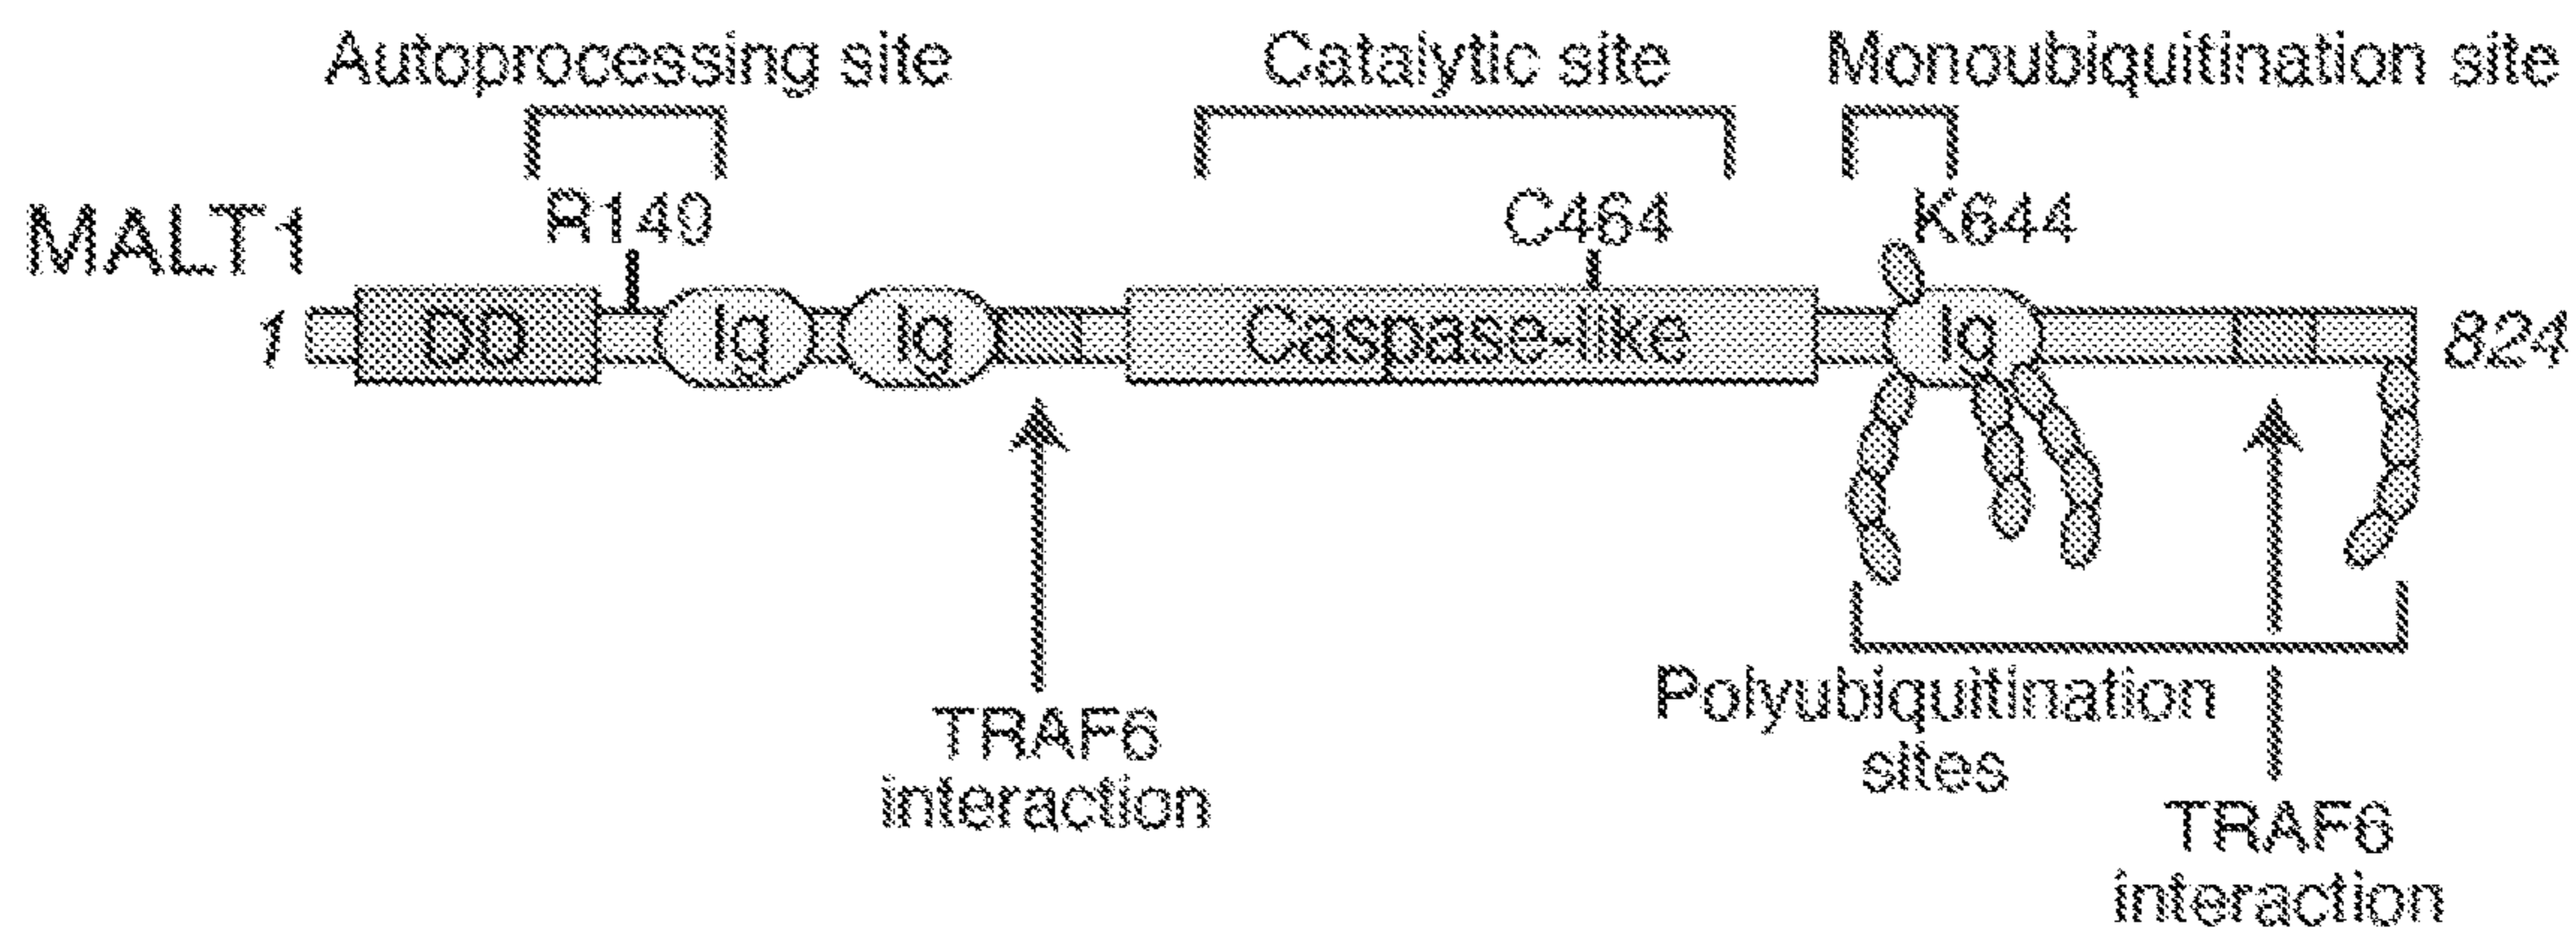 Autoprocessing site
Catalytic site
Monoubiquitination site
MALT1
R149
C464
K644
1
DD
Ig
Ig
Caspase-like
Ig
824
TRAF6
interaction
Polyubiquitination
sites
TRAF6
interaction